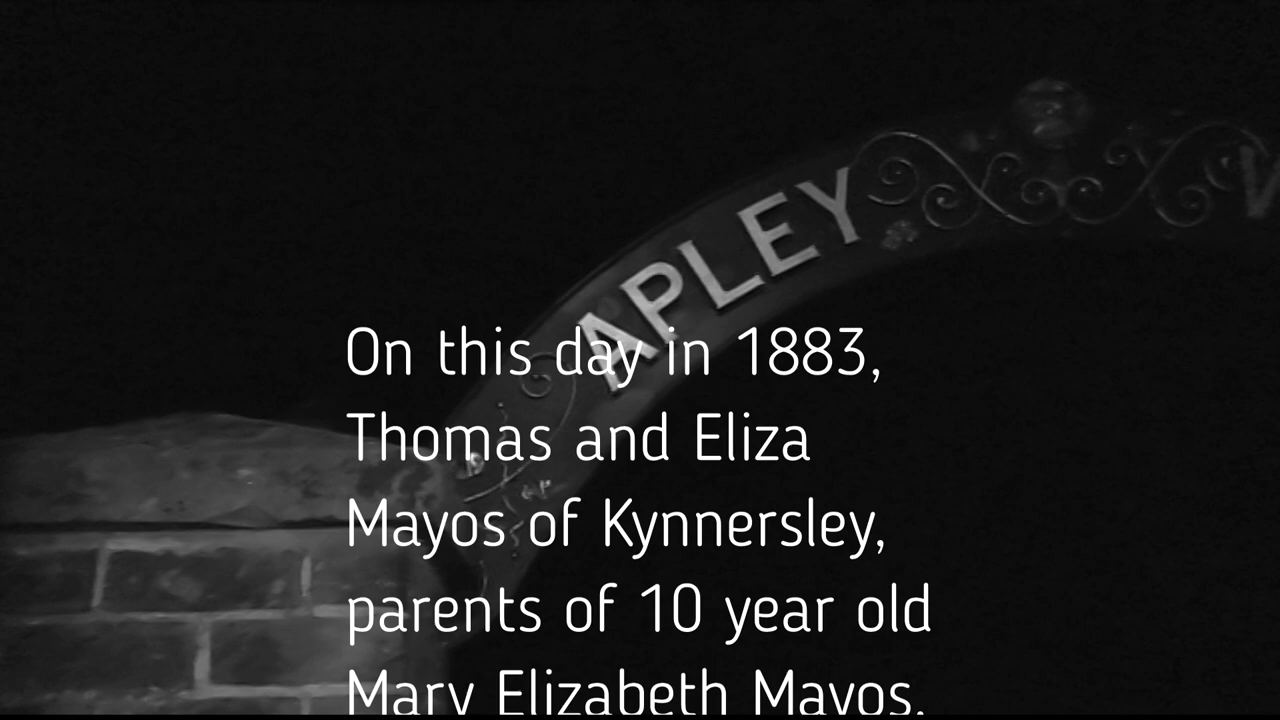 APLEY
On this day in 1883,
Thomas and Eliza
Mayos of Kynnersley,
parents of 10 year old
Mary Elizabeth Mayos,